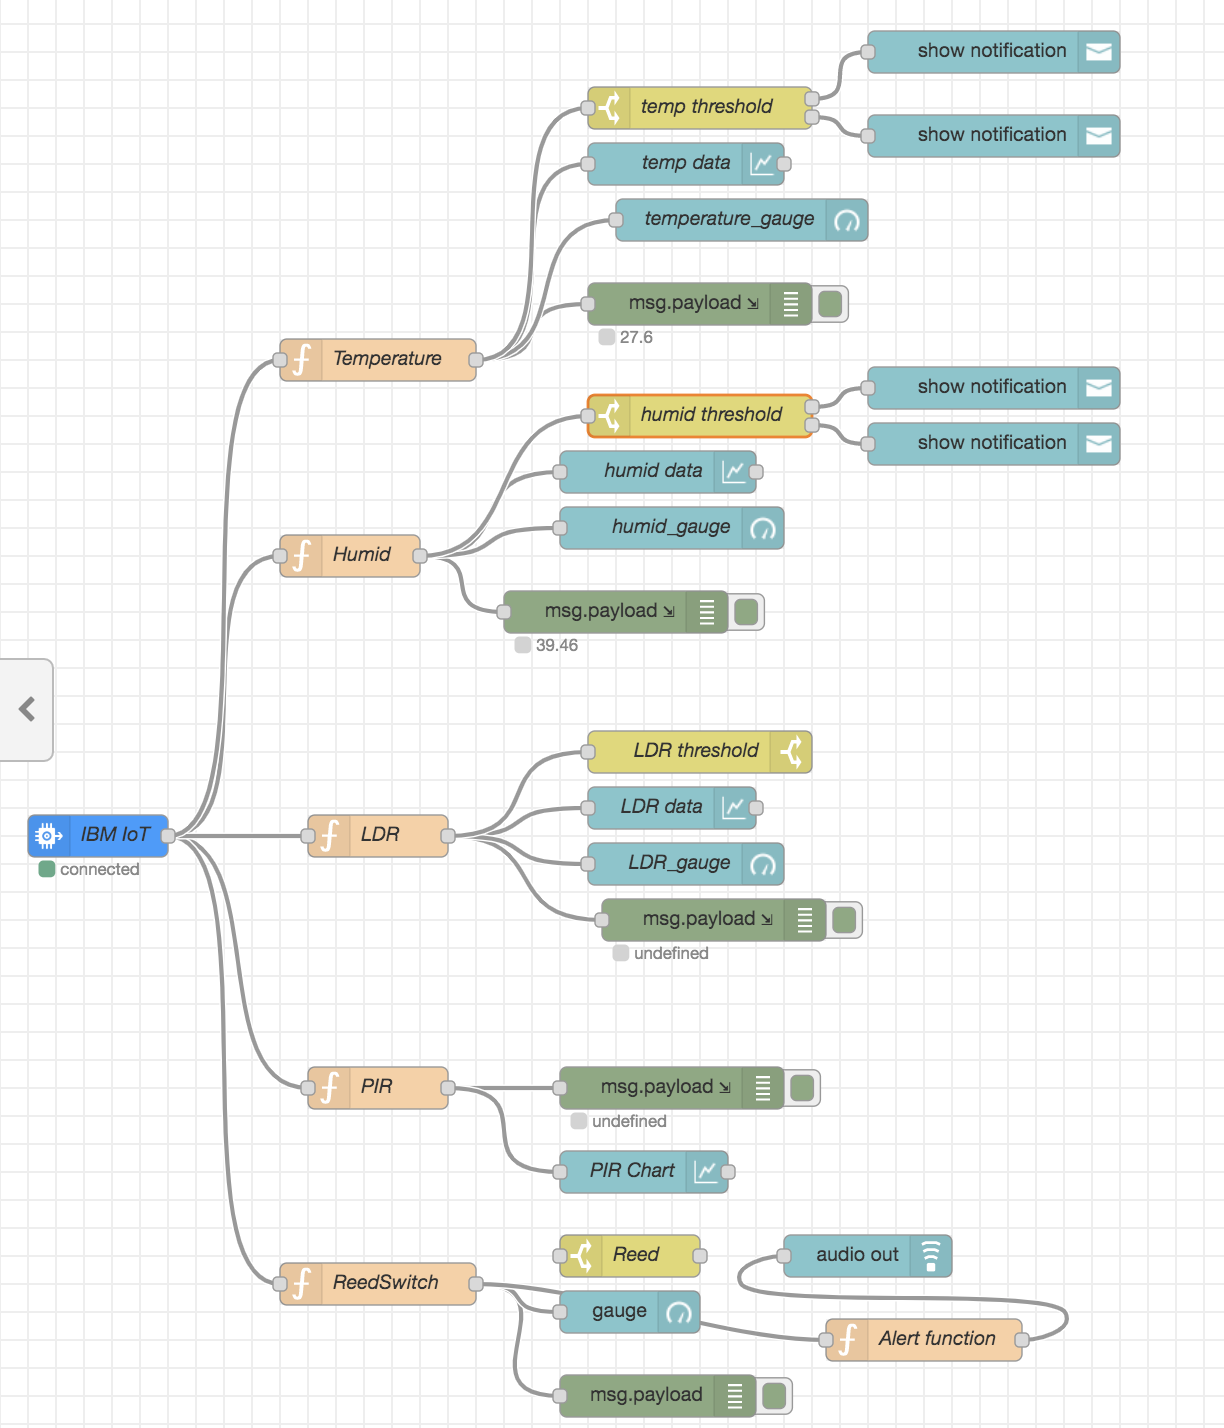 show notification
temp threshold
show notification
temp data
temperature_gauge
msg.payload
27.6
Temperature
show notification
humid threshold
show notification
humid data
humid_gauge
Humid
msg.payload
39.46
LDR threshold
LDR data
IBM IoT
LDR
connected
LDR_gauge
msg.payload
undefined
PIR
msg.payload
undefined
PIR Chart
Reed
audio out
ReedSwitch
gauge
Alert function
msg.payload